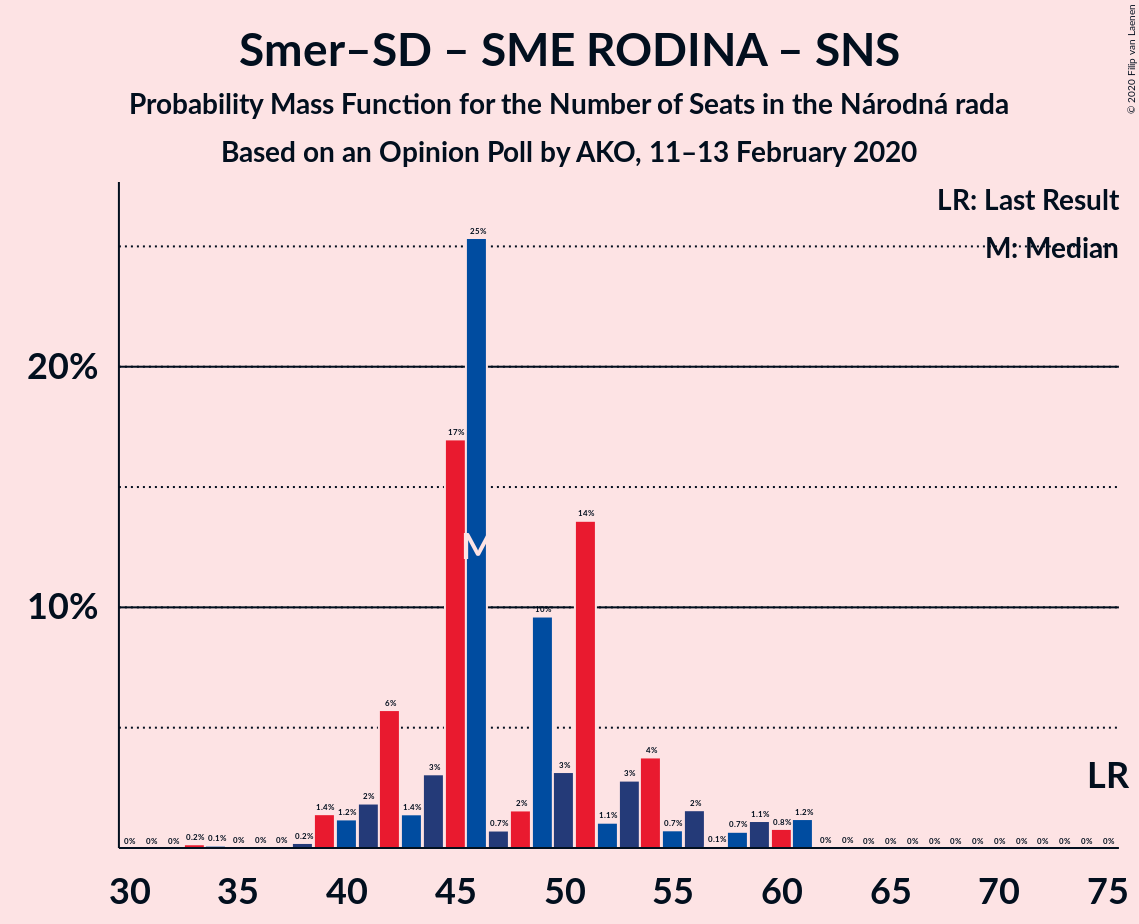 Smer–SD – SME RODINA – SNS
Probability Mass Function for the Number of Seats in the Národná rada
Based on an Opinion Poll by AKO, 11–13 February 2020
© 2020 Filip van Laenen
LR: Last Result
M: Median
20%
10%
0% 0% 0% 0.2% 0.1% 0% 0% 0% 0.2% 1.4% 1.2% 2% 6% 1.4% 3% 17% 25% 0.7% 2% 10% 3% 14% 1.1% 3% 4% 0.7% 2% 0.1% 0.7% 1.1% 0.8% 1.2% 0% 0% 0% 0% 0% 0% 0% 0% 0% 0% 0% 0% 0% 0%
M
LR
30 35 40 45 50 55 60 65 70 75